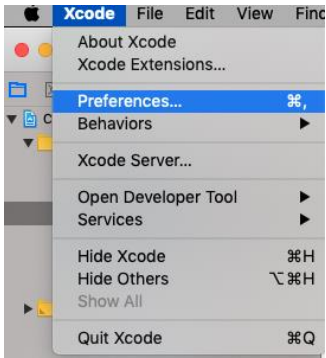 Xcode File Edit View Find
About Xcode
Xcode Extensions...
Preferences... ⌘,
Behaviors ▶
Xcode Server...
Open Developer Tool ▶
Services ▶
Hide Xcode ⌘H
Hide Others ⌥⌘H
Show All
Quit Xcode ⌘Q